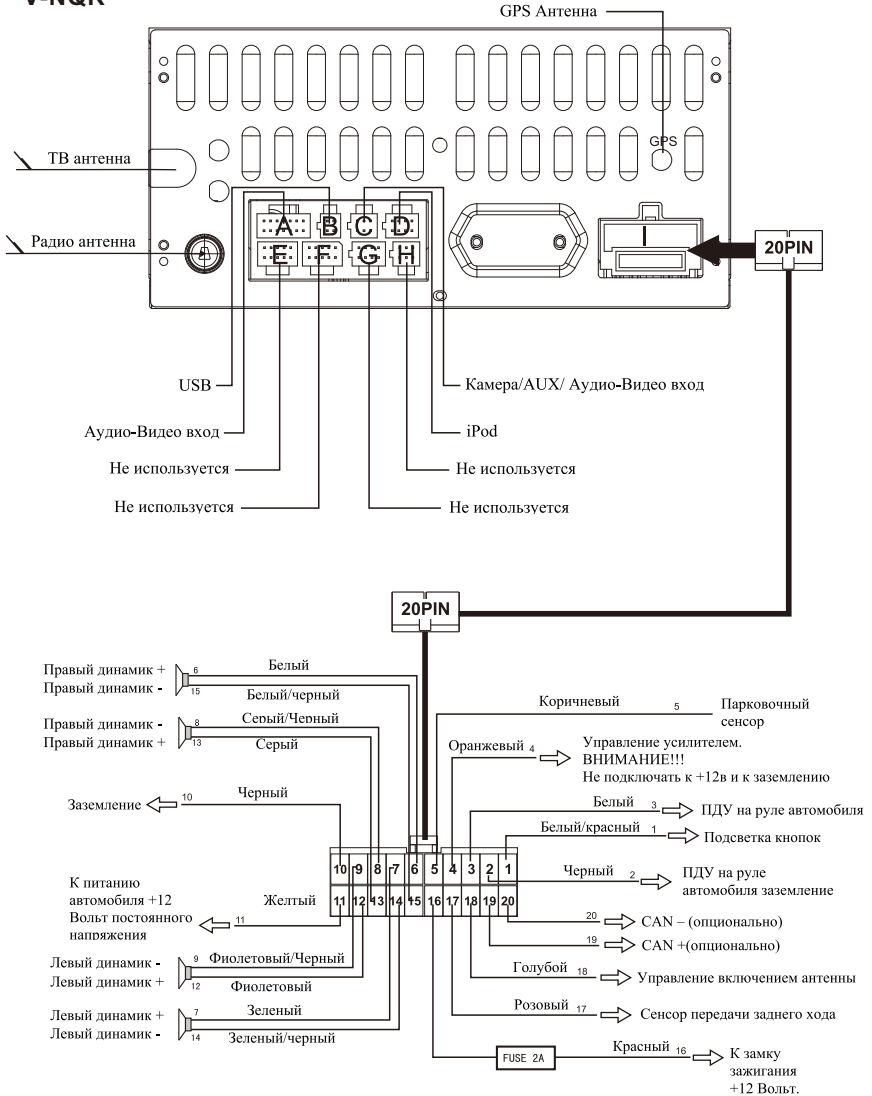 GPS Антенна
GPS
ТВ антенна
Радио антенна
A B C D
E F G H
20PIN
USB
Камера/AUX/ Аудио-Видео вход
Аудио-Видео вход
iPod
Не используется
Не используется
Не используется
Не используется
20PIN
Правый динамик +
6
Белый
Правый динамик -
15
Белый/черный
Правый динамик -
8
Серый/Черный
Правый динамик +
13
Серый
Коричневый
5
Парковочный
сенсор
Оранжевый 4
Управление усилителем.
ВНИМАНИЕ!!!
Не подключать к +12в и к заземлению
Заземление
10
Черный
Белый
3
ПДУ на руле автомобиля
Белый/красный
1
Подсветка кнопок
Черный
2
ПДУ на руле
автомобиля заземление
10 9 8 7 6 5 4 3 2 1
11 12 13 14 15 16 17 18 19 20
К питанию
автомобиля +12
Вольт постоянного
напряжения
11
Желтый
20
CAN – (опционально)
19
CAN +(опционально)
Голубой 18
Управление включением антенны
Розовый 17
Сенсор передачи заднего хода
Левый динамик -
9
Фиолетовый/Черный
Левый динамик +
12
Фиолетовый
Левый динамик +
7
Зеленый
Левый динамик -
14
Зеленый/черный
FUSE 2A
Красный 16
К замку
зажигания
+12 Вольт.